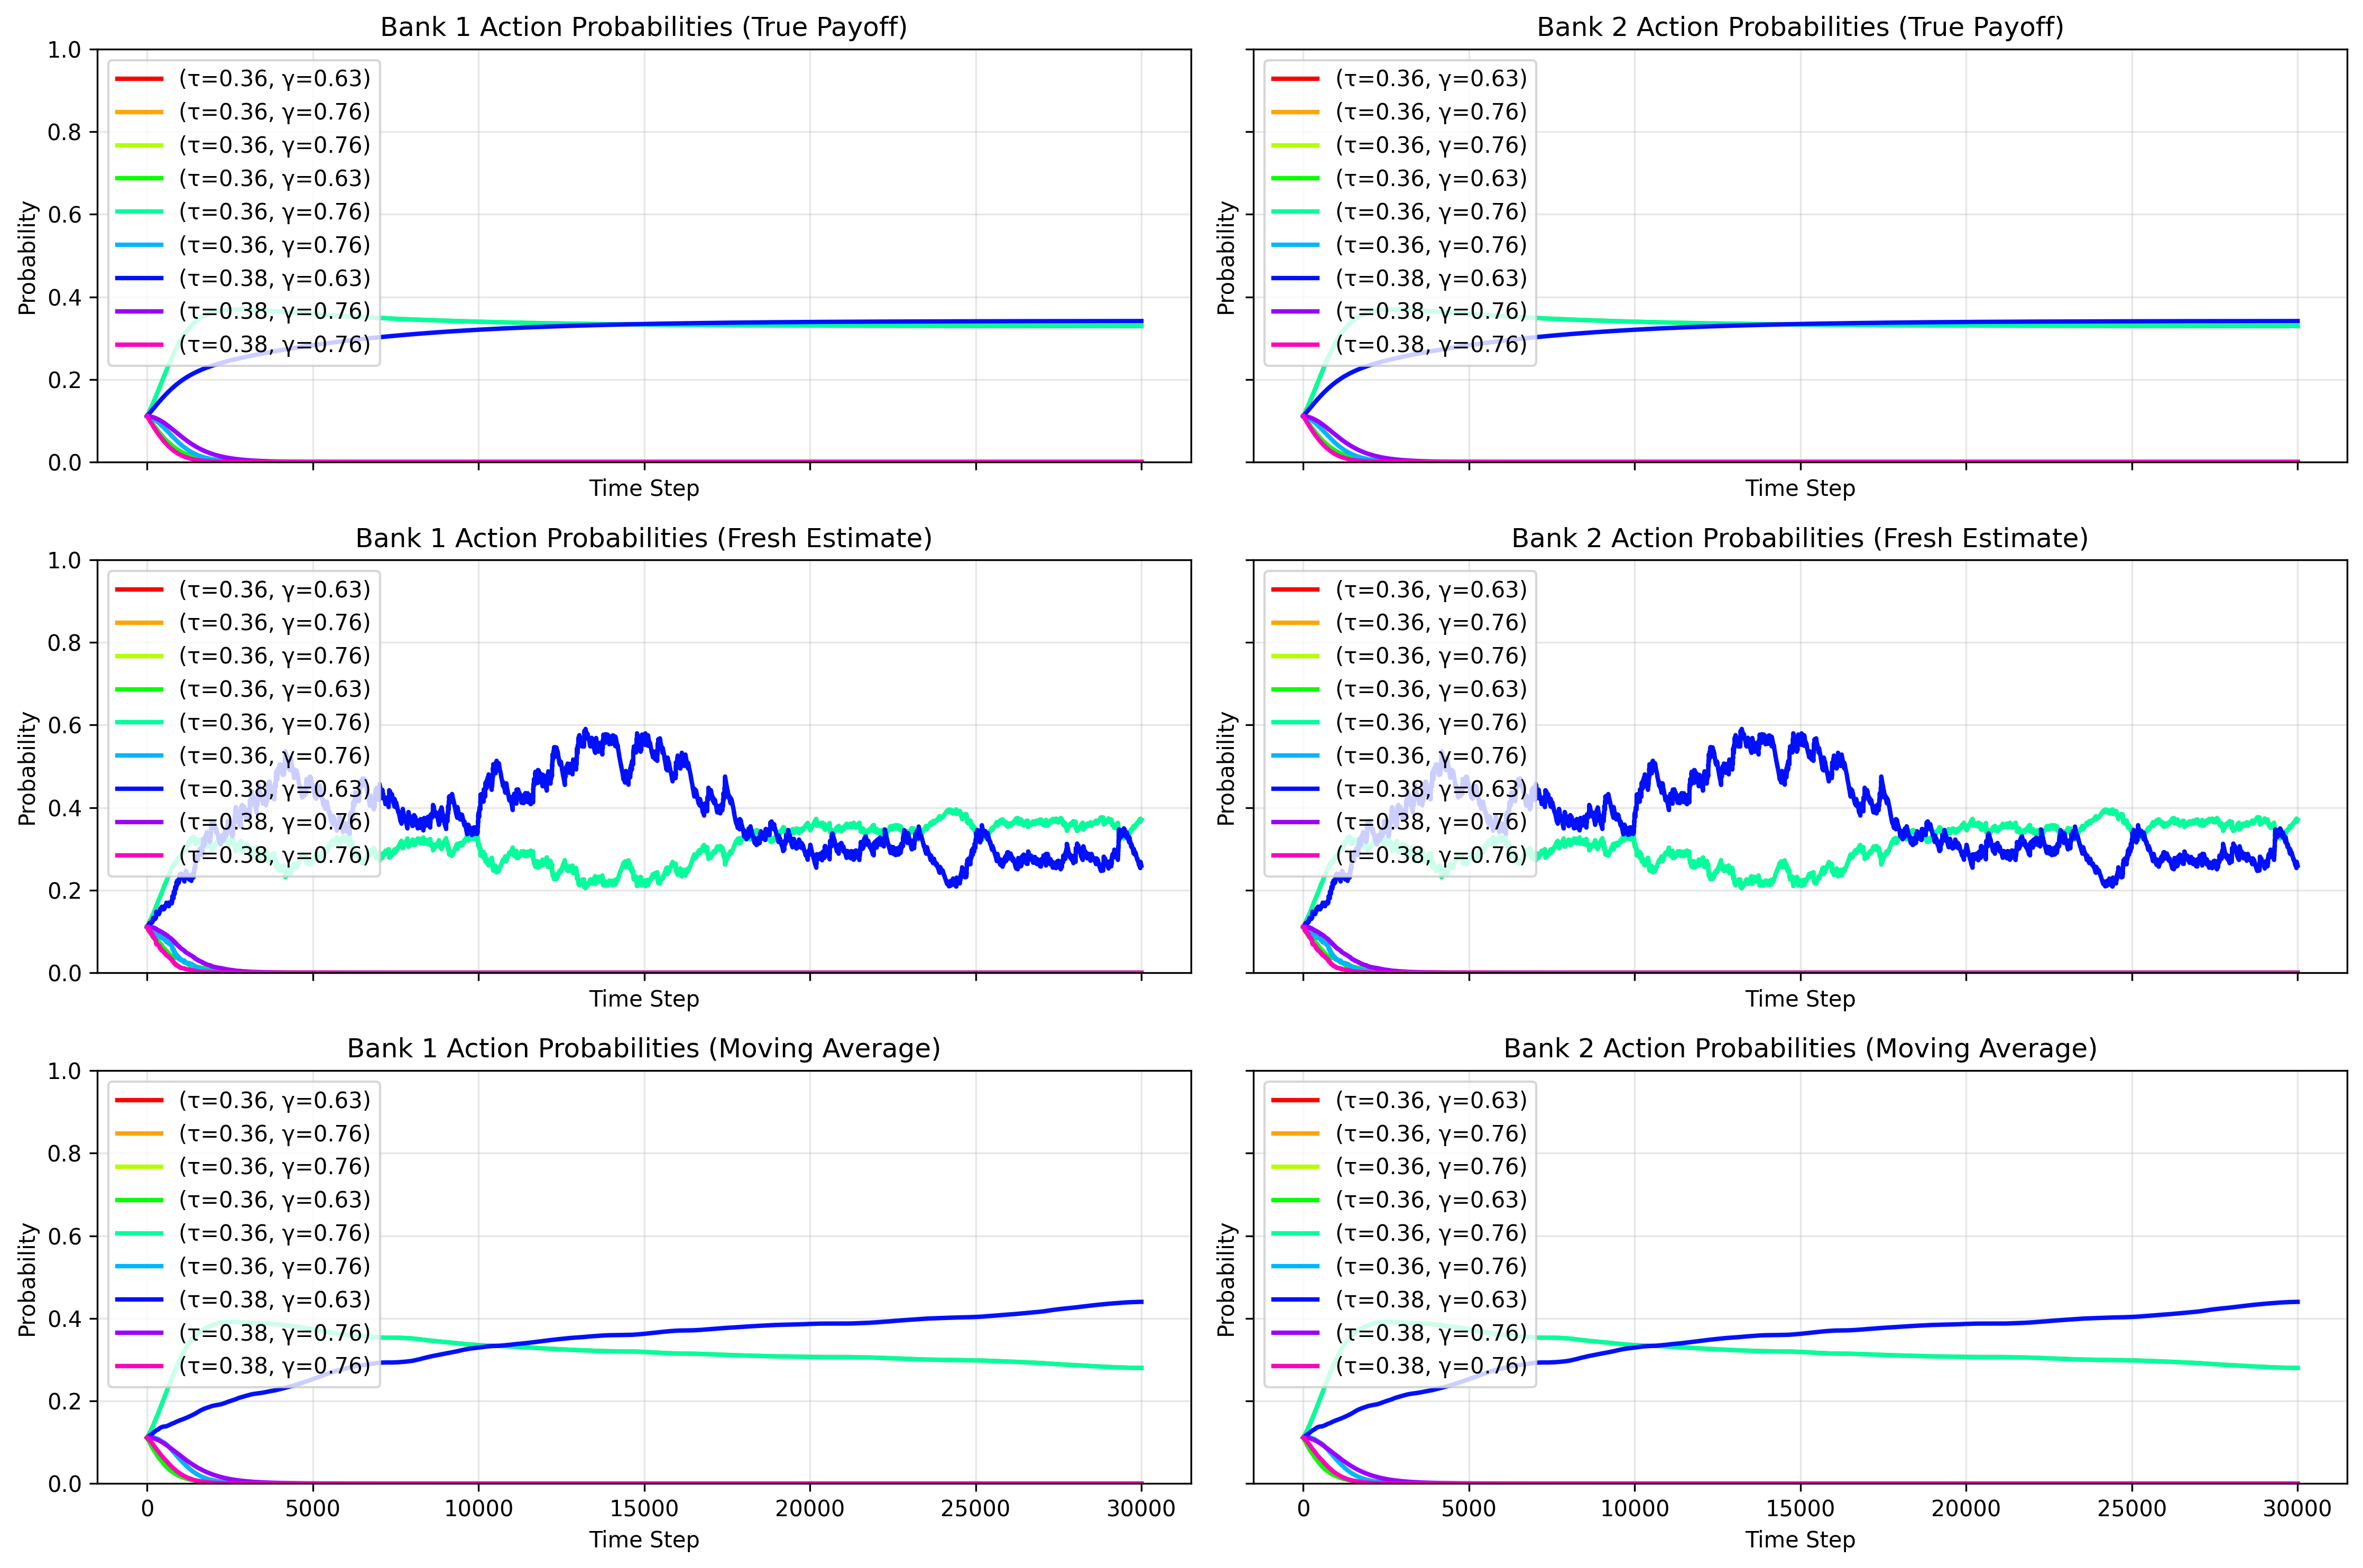 Bank 1 Action Probabilities (True Payoff)
Probability
1.0
0.8
0.6
0.4
0.2
0.0
(τ=0.36, γ=0.63)
(τ=0.36, γ=0.76)
(τ=0.36, γ=0.76)
(τ=0.36, γ=0.63)
(τ=0.36, γ=0.76)
(τ=0.36, γ=0.76)
(τ=0.38, γ=0.63)
(τ=0.38, γ=0.76)
(τ=0.38, γ=0.76)
Time Step
Bank 2 Action Probabilities (True Payoff)
Probability
(τ=0.36, γ=0.63)
(τ=0.36, γ=0.76)
(τ=0.36, γ=0.76)
(τ=0.36, γ=0.63)
(τ=0.36, γ=0.76)
(τ=0.36, γ=0.76)
(τ=0.38, γ=0.63)
(τ=0.38, γ=0.76)
(τ=0.38, γ=0.76)
Time Step
Bank 1 Action Probabilities (Fresh Estimate)
Probability
1.0
0.8
0.6
0.4
0.2
0.0
(τ=0.36, γ=0.63)
(τ=0.36, γ=0.76)
(τ=0.36, γ=0.76)
(τ=0.36, γ=0.63)
(τ=0.36, γ=0.76)
(τ=0.36, γ=0.76)
(τ=0.38, γ=0.63)
(τ=0.38, γ=0.76)
(τ=0.38, γ=0.76)
Time Step
Bank 2 Action Probabilities (Fresh Estimate)
Probability
(τ=0.36, γ=0.63)
(τ=0.36, γ=0.76)
(τ=0.36, γ=0.76)
(τ=0.36, γ=0.63)
(τ=0.36, γ=0.76)
(τ=0.36, γ=0.76)
(τ=0.38, γ=0.63)
(τ=0.38, γ=0.76)
(τ=0.38, γ=0.76)
Time Step
Bank 1 Action Probabilities (Moving Average)
Probability
1.0
0.8
0.6
0.4
0.2
0.0
(τ=0.36, γ=0.63)
(τ=0.36, γ=0.76)
(τ=0.36, γ=0.76)
(τ=0.36, γ=0.63)
(τ=0.36, γ=0.76)
(τ=0.36, γ=0.76)
(τ=0.38, γ=0.63)
(τ=0.38, γ=0.76)
(τ=0.38, γ=0.76)
0 5000 10000 15000 20000 25000 30000
Time Step
Bank 2 Action Probabilities (Moving Average)
Probability
(τ=0.36, γ=0.63)
(τ=0.36, γ=0.76)
(τ=0.36, γ=0.76)
(τ=0.36, γ=0.63)
(τ=0.36, γ=0.76)
(τ=0.36, γ=0.76)
(τ=0.38, γ=0.63)
(τ=0.38, γ=0.76)
(τ=0.38, γ=0.76)
0 5000 10000 15000 20000 25000 30000
Time Step